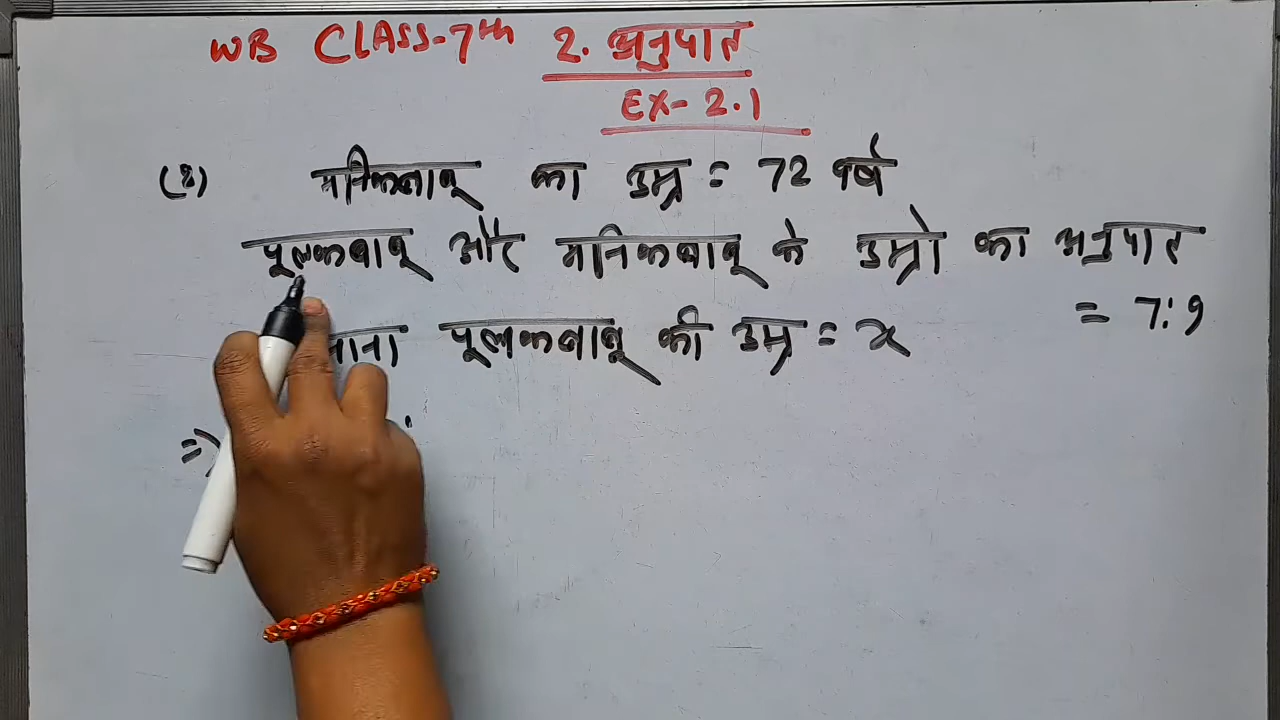 WB CLASS-7th 2. अनुपात
EX- 2.1
(2) मनिकबाबू का उम्र = 72 वर्ष
पूलकबाबू और मनिकबाबू के उम्रो का अनुपात
= 7:9
माना पूलकबाबू की उम्र = x
=>